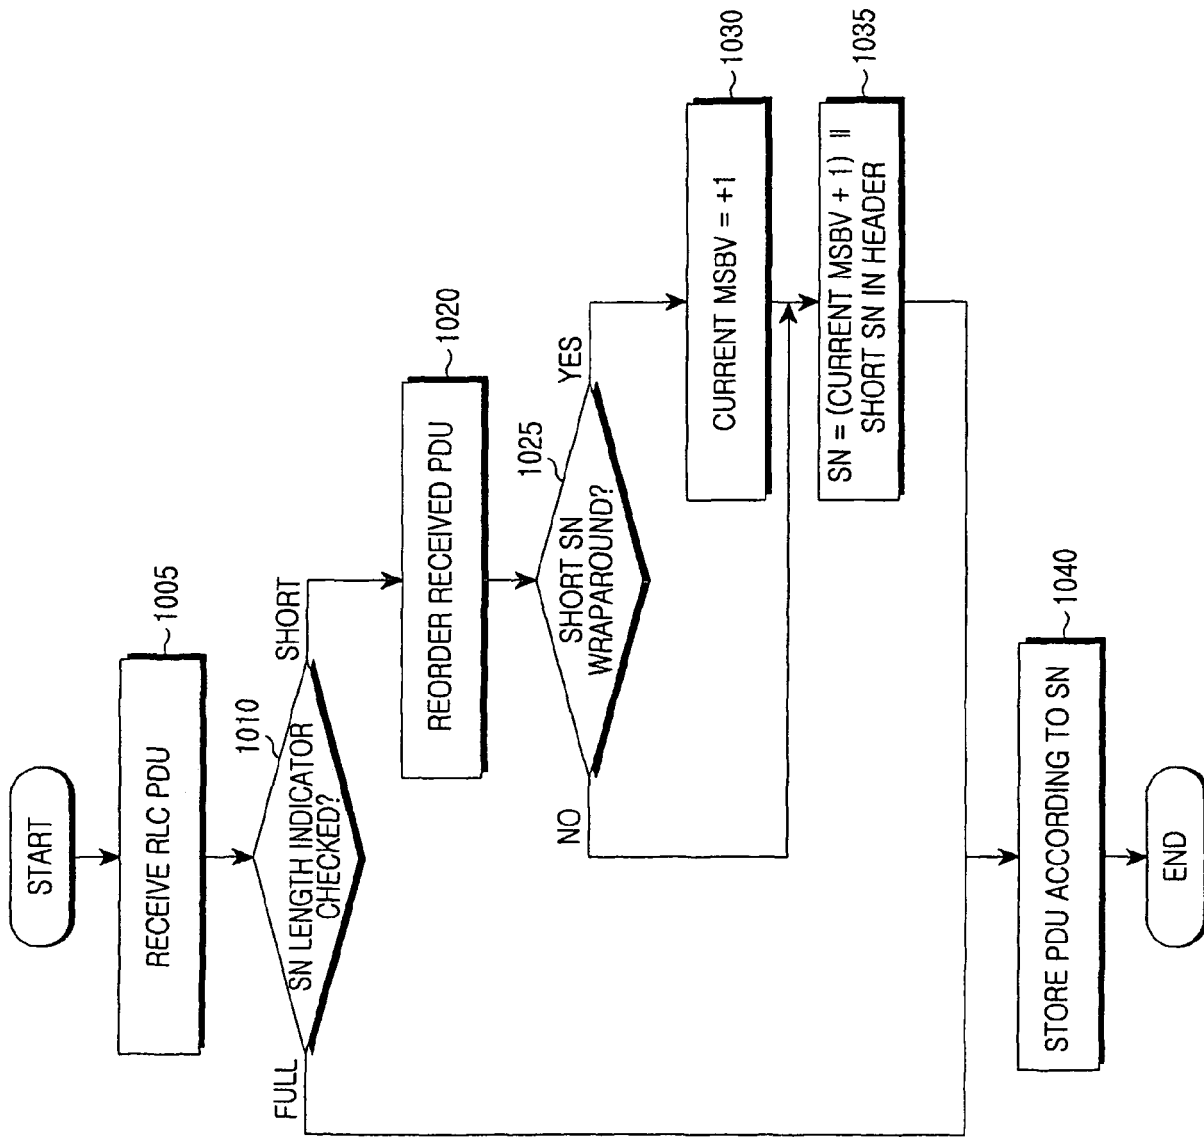 START
RECEIVE RLC PDU
1005
SN LENGTH INDICATOR
CHECKED?
1010
FULL
SHORT
REORDER RECEIVED PDU
1020
SHORT SN
WRAPAROUND?
1025
NO
YES
CURRENT MSBV = +1
1030
SN = (CURRENT MSBV + 1) ||
SHORT SN IN HEADER
1035
STORE PDU ACCORDING TO SN
1040
END